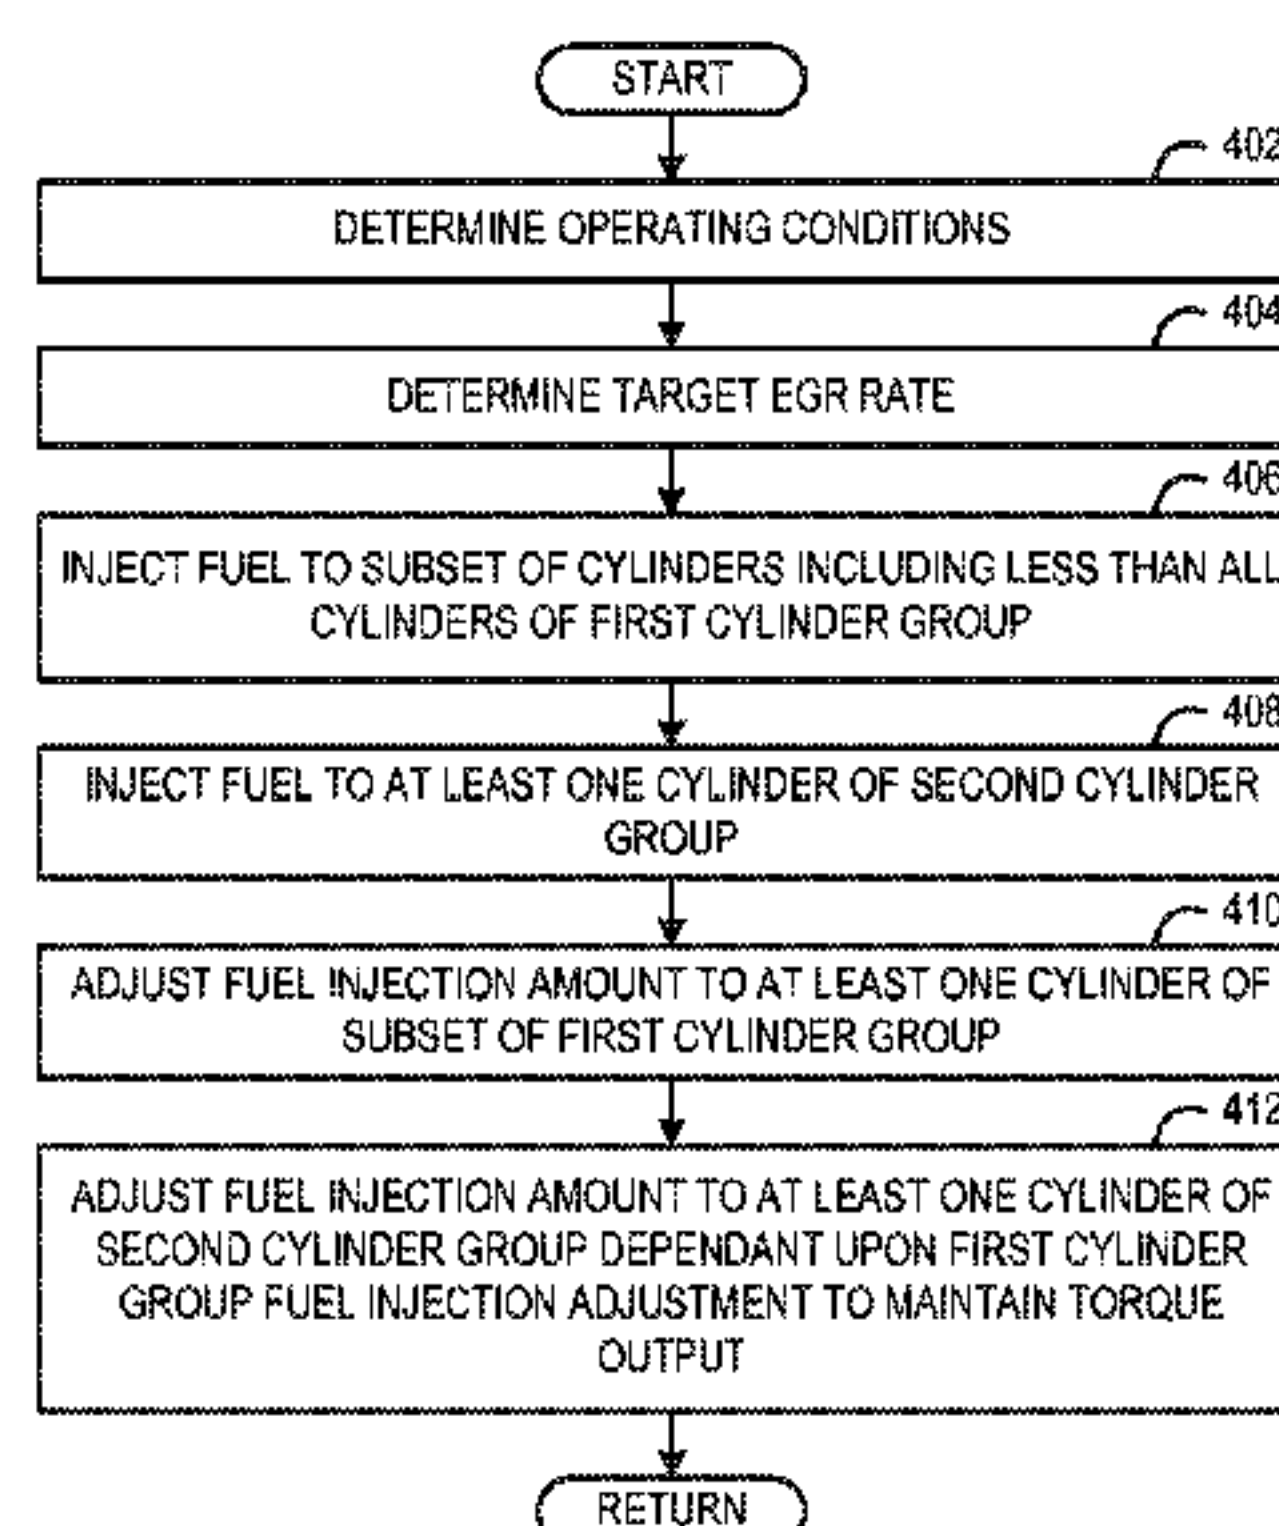 START
402
DETERMINE OPERATING CONDITIONS
404
DETERMINE TARGET EGR RATE
406
INJECT FUEL TO SUBSET OF CYLINDERS INCLUDING LESS THAN ALL
CYLINDERS OF FIRST CYLINDER GROUP
408
INJECT FUEL TO AT LEAST ONE CYLINDER OF SECOND CYLINDER
GROUP
410
ADJUST FUEL INJECTION AMOUNT TO AT LEAST ONE CYLINDER OF
SUBSET OF FIRST CYLINDER GROUP
412
ADJUST FUEL INJECTION AMOUNT TO AT LEAST ONE CYLINDER OF
SECOND CYLINDER GROUP DEPENDANT UPON FIRST CYLINDER
GROUP FUEL INJECTION ADJUSTMENT TO MAINTAIN TORQUE
OUTPUT
RETURN